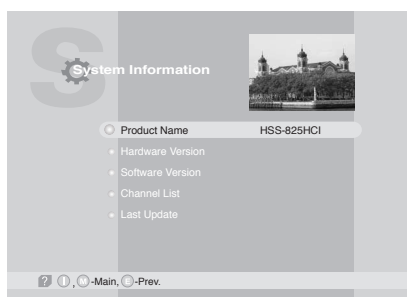 System Information
Product Name HSS-825HCI
Hardware Version
Software Version
Channel List
Last Update
? i , M -Main, E -Prev.